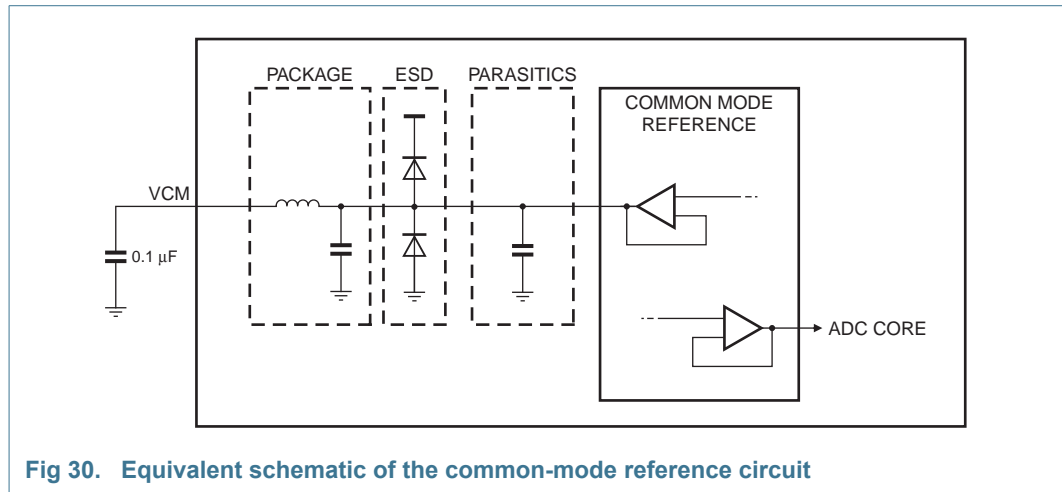 PACKAGE
ESD
PARASITICS
COMMON MODE
REFERENCE
VCM
0.1 μF
ADC CORE
Fig 30. Equivalent schematic of the common-mode reference circuit